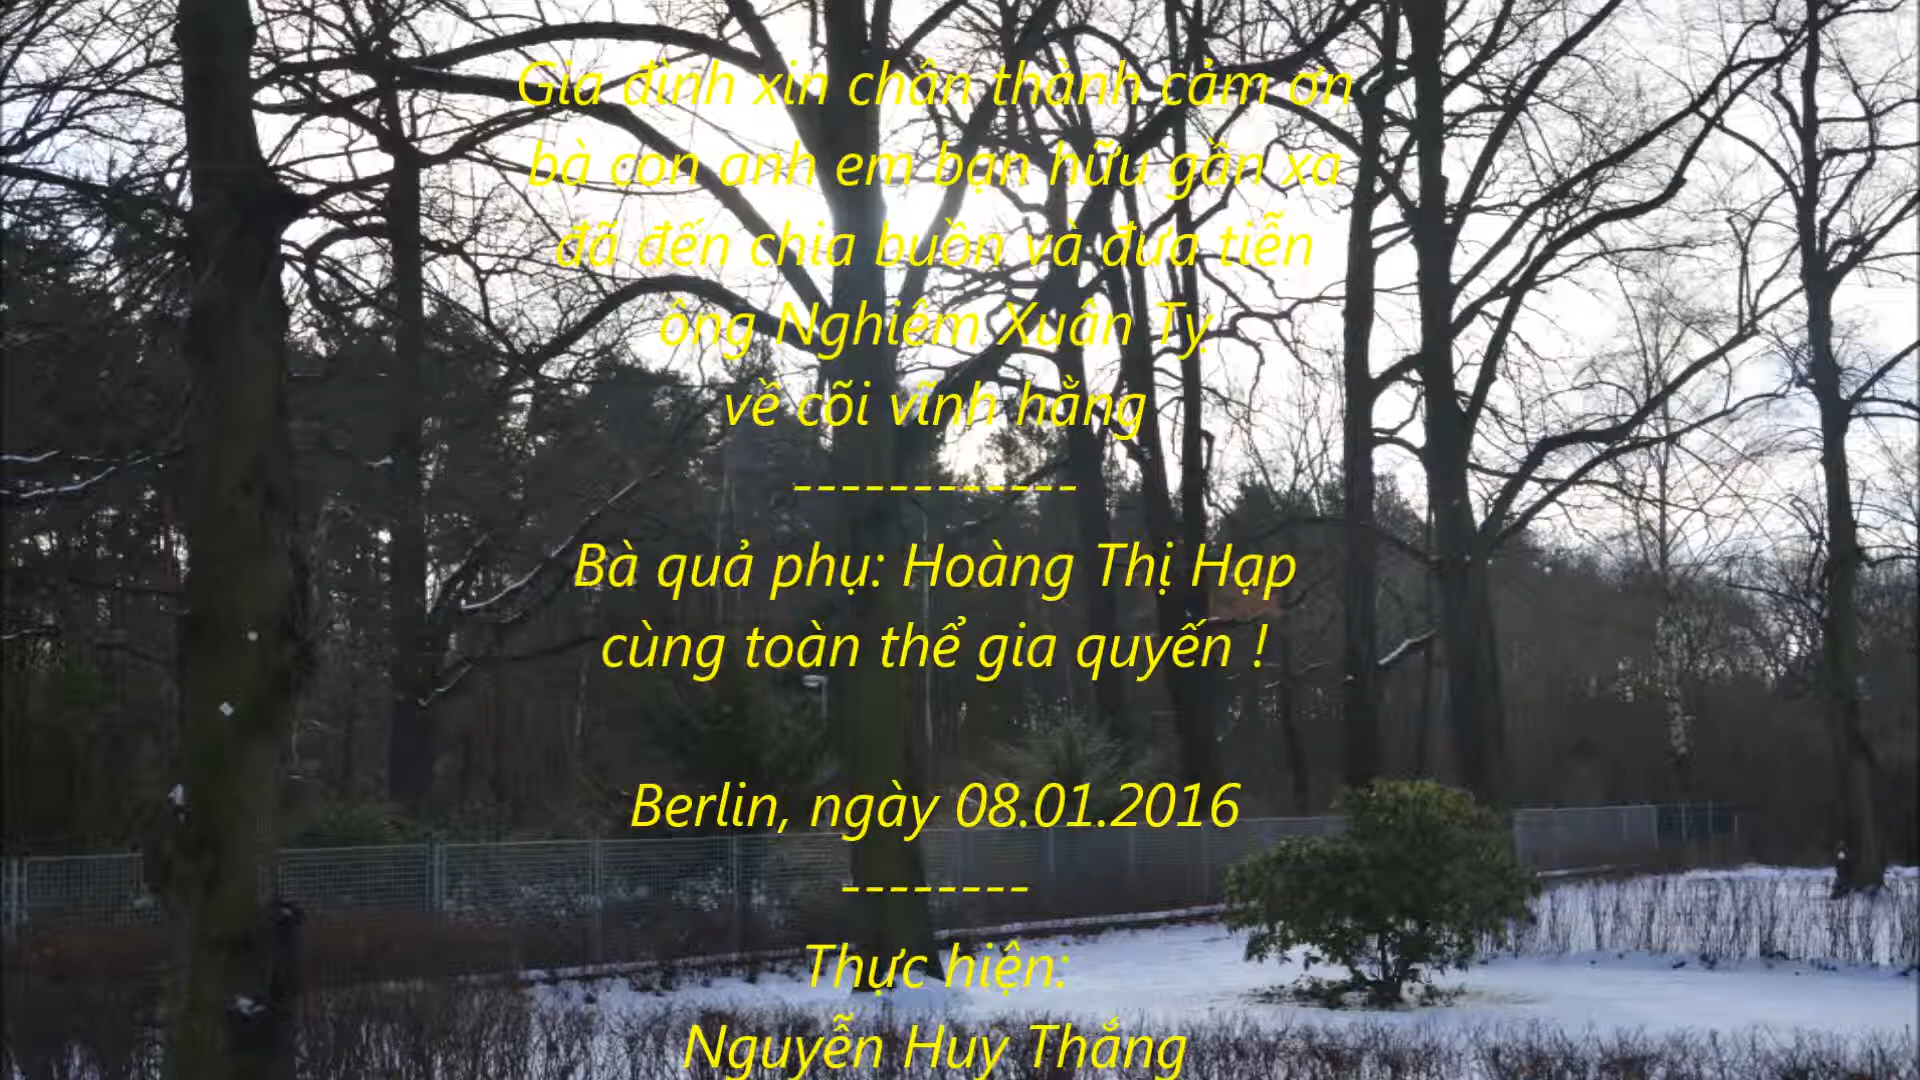 Gia đình xin chân thành cảm ơn
bà con anh em bạn hữu gần xa
đã đến chia buồn và đưa tiễn
ông Nghiêm Xuân Tỵ
về cõi vĩnh hằng
------------
Bà quả phụ: Hoàng Thị Hạp
cùng toàn thể gia quyến !
Berlin, ngày 08.01.2016
--------
Thực hiện:
Nguyễn Huy Thắng